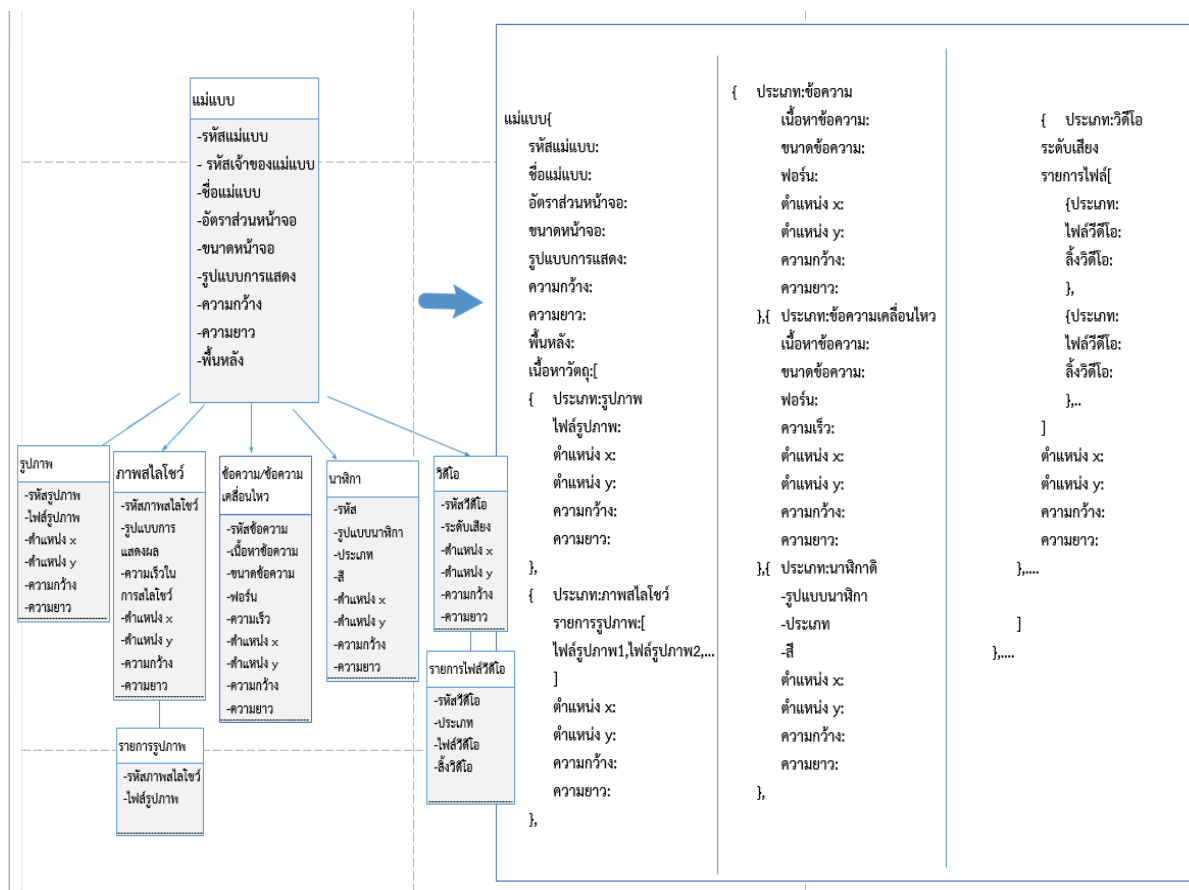 แม่แบบ
-รหัสแม่แบบ
- รหัสเจ้าของแม่แบบ
-ชื่อแม่แบบ
-อัตราส่วนหน้าจอ
-ขนาดหน้าจอ
-รูปแบบการแสดง
-ความกว้าง
-ความยาว
-พื้นหลัง
รูปภาพ
-รหัสรูปภาพ
-ไฟล์รูปภาพ
-ตำแหน่ง x
-ตำแหน่ง y
-ความกว้าง
-ความยาว
ภาพสไลโชว์
-รหัสภาพสไลโชว์
-รูปแบบการ
แสดงผล
-ความเร็วใน
การสไลโชว์
-ตำแหน่ง x
-ตำแหน่ง y
-ความกว้าง
-ความยาว
รายการรูปภาพ
-รหัสภาพสไลโชว์
-ไฟล์รูปภาพ
ข้อความ/ข้อความ
เคลื่อนไหว
-รหัสข้อความ
-เนื้อหาข้อความ
-ขนาดข้อความ
-ฟอร์น
-ความเร็ว
-ตำแหน่ง x
-ตำแหน่ง y
-ความกว้าง
-ความยาว
นาฬิกา
-รหัส
-รูปแบบนาฬิกา
-ประเภท
-สี
-ตำแหน่ง x
-ตำแหน่ง y
-ความกว้าง
-ความยาว
วิดีโอ
-รหัสวีดีโอ
-ระดับเสียง
-ตำแหน่ง x
-ตำแหน่ง y
-ความกว้าง
-ความยาว
รายการไฟล์วีดีโอ
-รหัสวีดีโอ
-ประเภท
-ไฟล์วีดีโอ
-ลิ้งวิดีโอ
แม่แบบ{
รหัสแม่แบบ:
ชื่อแม่แบบ:
อัตราส่วนหน้าจอ:
ขนาดหน้าจอ:
รูปแบบการแสดง:
ความกว้าง:
ความยาว:
พื้นหลัง:
เนื้อหาวัตถุ:[
{ ประเภท:รูปภาพ
ไฟล์รูปภาพ:
ตำแหน่ง x:
ตำแหน่ง y:
ความกว้าง:
ความยาว:
},
{ ประเภท:ภาพสไลโชว์
รายการรูปภาพ:[
ไฟล์รูปภาพ1,ไฟล์รูปภาพ2,...
]
ตำแหน่ง x:
ตำแหน่ง y:
ความกว้าง:
ความยาว:
},
{ ประเภท:ข้อความ
เนื้อหาข้อความ:
ขนาดข้อความ:
ฟอร์น:
ตำแหน่ง x:
ตำแหน่ง y:
ความกว้าง:
ความยาว:
},{ ประเภท:ข้อความเคลื่อนไหว
เนื้อหาข้อความ:
ขนาดข้อความ:
ฟอร์น:
ความเร็ว:
ตำแหน่ง x:
ตำแหน่ง y:
ความกว้าง:
ความยาว:
},{ ประเภท:นาฬิกาดิ
-รูปแบบนาฬิกา
-ประเภท
-สี
ตำแหน่ง x:
ตำแหน่ง y:
ความกว้าง:
ความยาว:
},
{ ประเภท:วิดีโอ
ระดับเสียง
รายการไฟล์[
{ประเภท:
ไฟล์วีดีโอ:
ลิ้งวิดีโอ:
},
{ประเภท:
ไฟล์วีดีโอ:
ลิ้งวิดีโอ:
},..
]
ตำแหน่ง x:
ตำแหน่ง y:
ความกว้าง:
ความยาว:
},....
]
},....